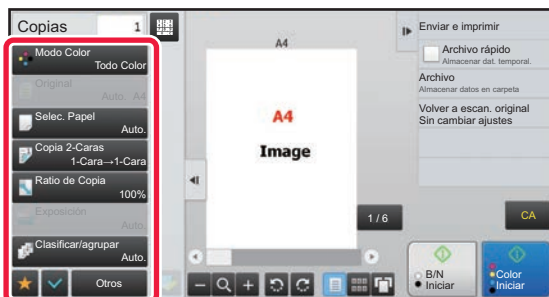 Copias 1
Modo Color
Todo Color
Original
Auto. A4
Selec. Papel
Auto.
Copia 2-Caras
1-Cara→1-Cara
Ratio de Copia
100%
Exposición
Auto.
Clasificar/agrupar
Auto.
Otros
A4
A4
Image
1 / 6
Enviar e imprimir
Archivo rápido
Almacenar dat. temporal.
Archivo
Almacenar datos en carpeta
Volver a escan. original
Sin cambiar ajustes
CA
B/N
Iniciar
Color
Iniciar